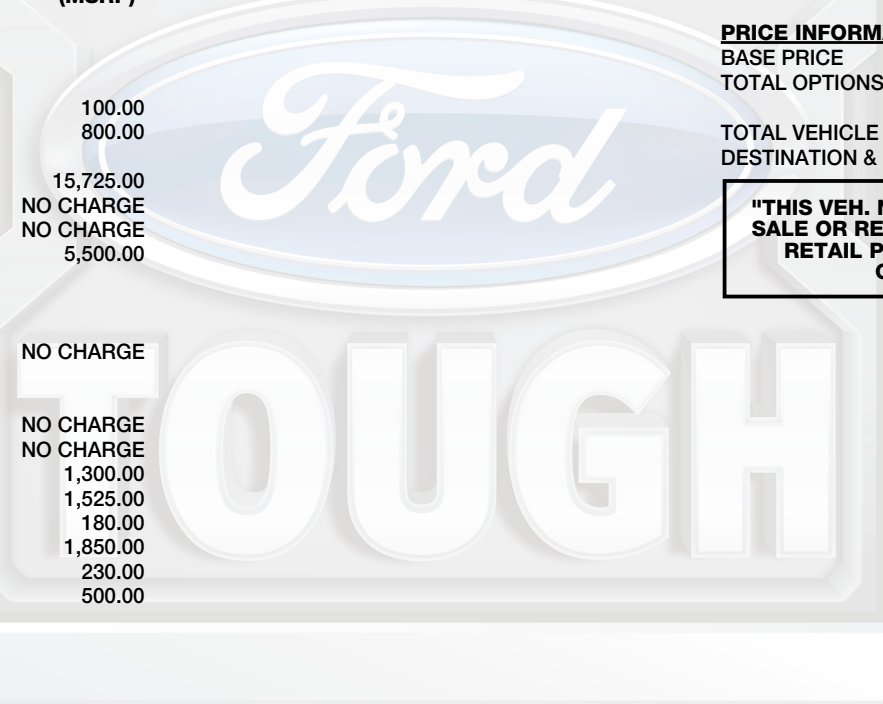 (MSRP)
100.00
800.00
15,725.00
NO CHARGE
NO CHARGE
5,500.00
NO CHARGE
NO CHARGE
NO CHARGE
1,300.00
1,525.00
180.00
1,850.00
230.00
500.00
PRICE INFORMA
BASE PRICE
TOTAL OPTIONS
TOTAL VEHICLE
DESTINATION &
"THIS VEH. N
SALE OR RE
RETAIL P
Ford
TOUGH